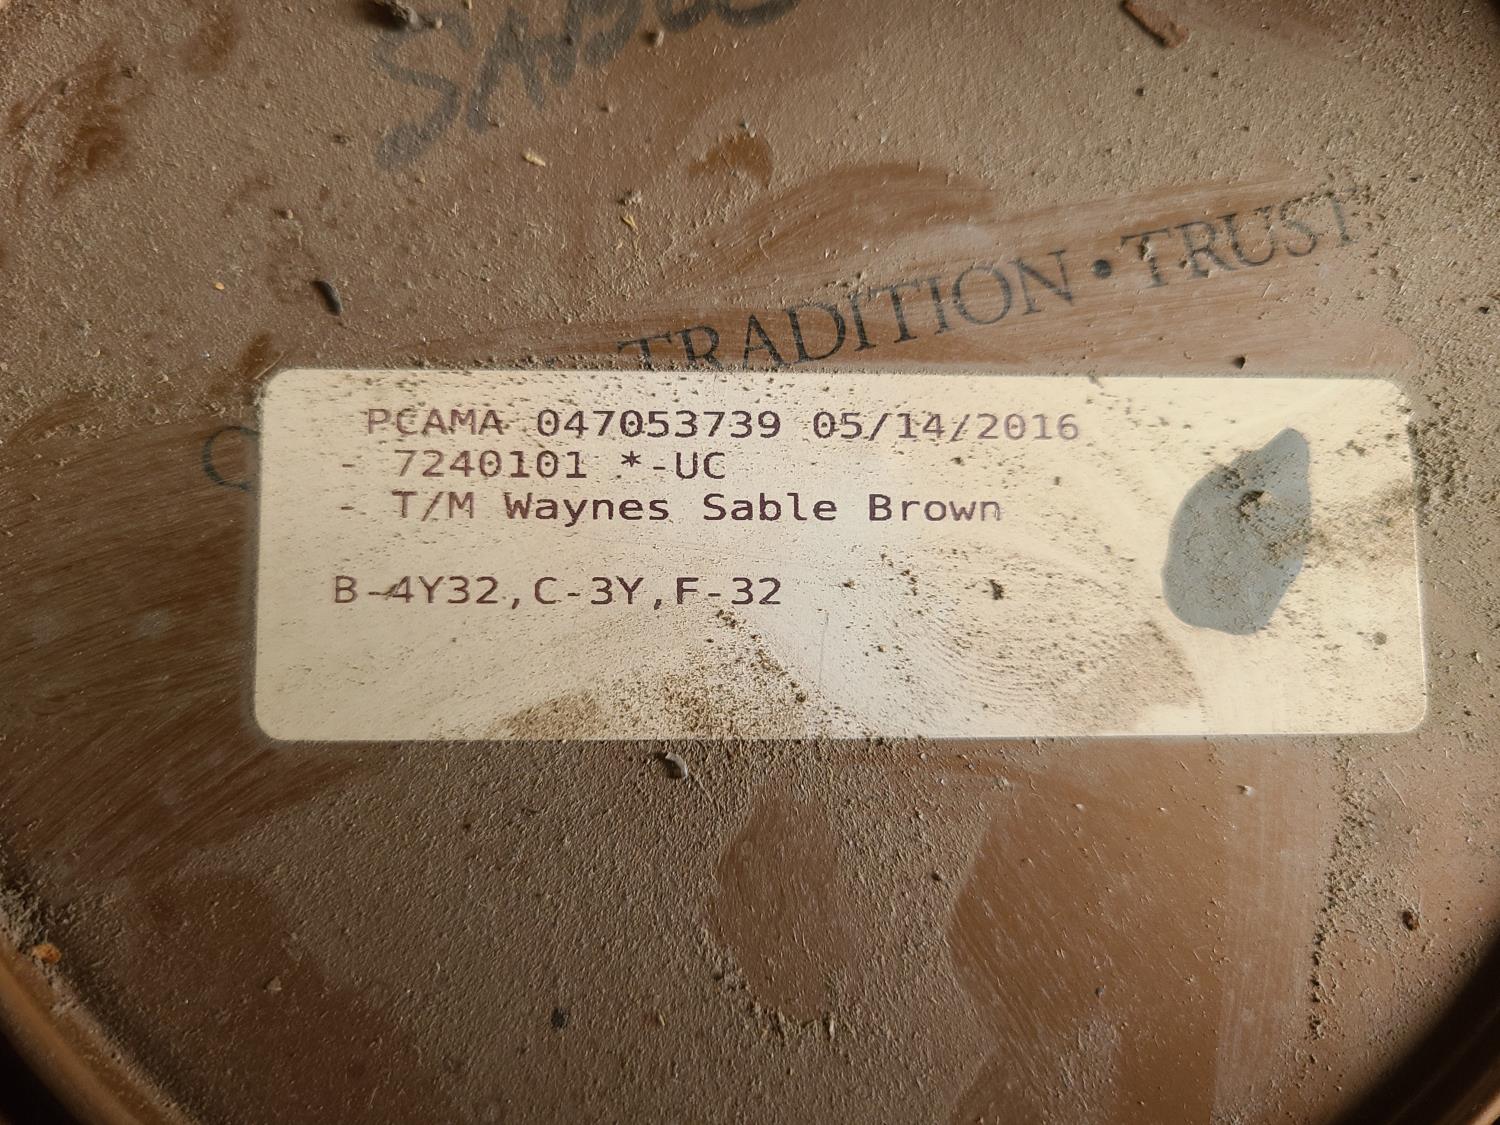 SABLE
TRADITION • TRUST
C
PCAMA 047053739 05/14/2016
- 7240101 *-UC
- T/M Waynes Sable Brown
B-4Y32,C-3Y,F-32